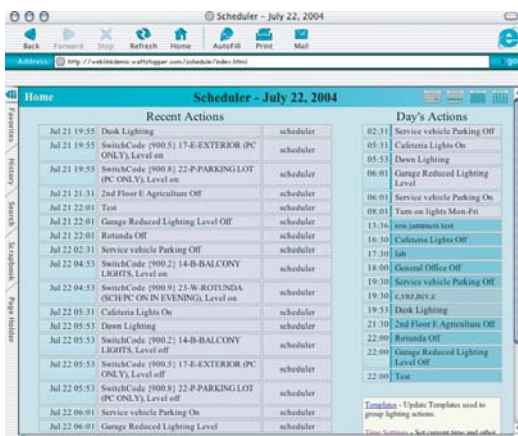 Scheduler - July 22, 2004
Back
Forward
Stop
Refresh
Home
AutoFill
Print
Mail
Address:
http://weblinkdemo.wattstopper.com/schedule/index.html
go
Favorites
History
Search
Scrapbook
Page Holder
Home
Scheduler - July 22, 2004
Recent Actions
Jul 21 19:55 Dusk Lighting scheduler
Jul 21 19:55 SwitchCode {900.5} 17-E-EXTERIOR (PC
ONLY), Level on scheduler
Jul 21 19:55 SwitchCode {900.8} 22-P-PARKING LOT
(PC ONLY), Level on scheduler
Jul 21 21:31 2nd Floor E Agriculture Off scheduler
Jul 21 22:01 Test scheduler
Jul 21 22:01 Garage Reduced Lighting Level Off scheduler
Jul 21 22:01 Rotunda Off scheduler
Jul 22 02:31 Service vehicle Parking Off scheduler
Jul 22 04:53 SwitchCode {900.2} 14-B-BALCONY
LIGHTS, Level on scheduler
Jul 22 04:53 SwitchCode {900.9} 23-W-ROTUNDA
(SCH/PC ON IN EVENING), Level on scheduler
Jul 22 05:31 Cafeteria Lights On scheduler
Jul 22 05:53 Dawn Lighting scheduler
Jul 22 05:53 SwitchCode {900.2} 14-B-BALCONY
LIGHTS, Level off scheduler
Jul 22 05:53 SwitchCode {900.5} 17-E-EXTERIOR (PC
ONLY), Level off scheduler
Jul 22 05:53 SwitchCode {900.8} 22-P-PARKING LOT
(PC ONLY), Level off scheduler
Jul 22 06:01 Service vehicle Parking On scheduler
Jul 22 06:01 Garage Reduced Lighting Level scheduler
Day's Actions
02:31 Service vehicle Parking Off
05:31 Cafeteria Lights On
05:53 Dawn Lighting
06:01 Garage Reduced Lighting
Level
06:01 Service vehicle Parking On
08:01 Turn on lights Mon-Fri
13:36 test
16:30 Cafeteria Lights Off
17:30 lab
18:00 General Office Off
19:30 Service vehicle Parking Off
19:30
19:53 Dusk Lighting
21:30 2nd Floor E Agriculture Off
22:00 Rotunda Off
22:00 Garage Reduced Lighting
Level Off
22:00 Test
Templates - Update Templates used to
group lighting actions.
Time Settings - Set current time and other